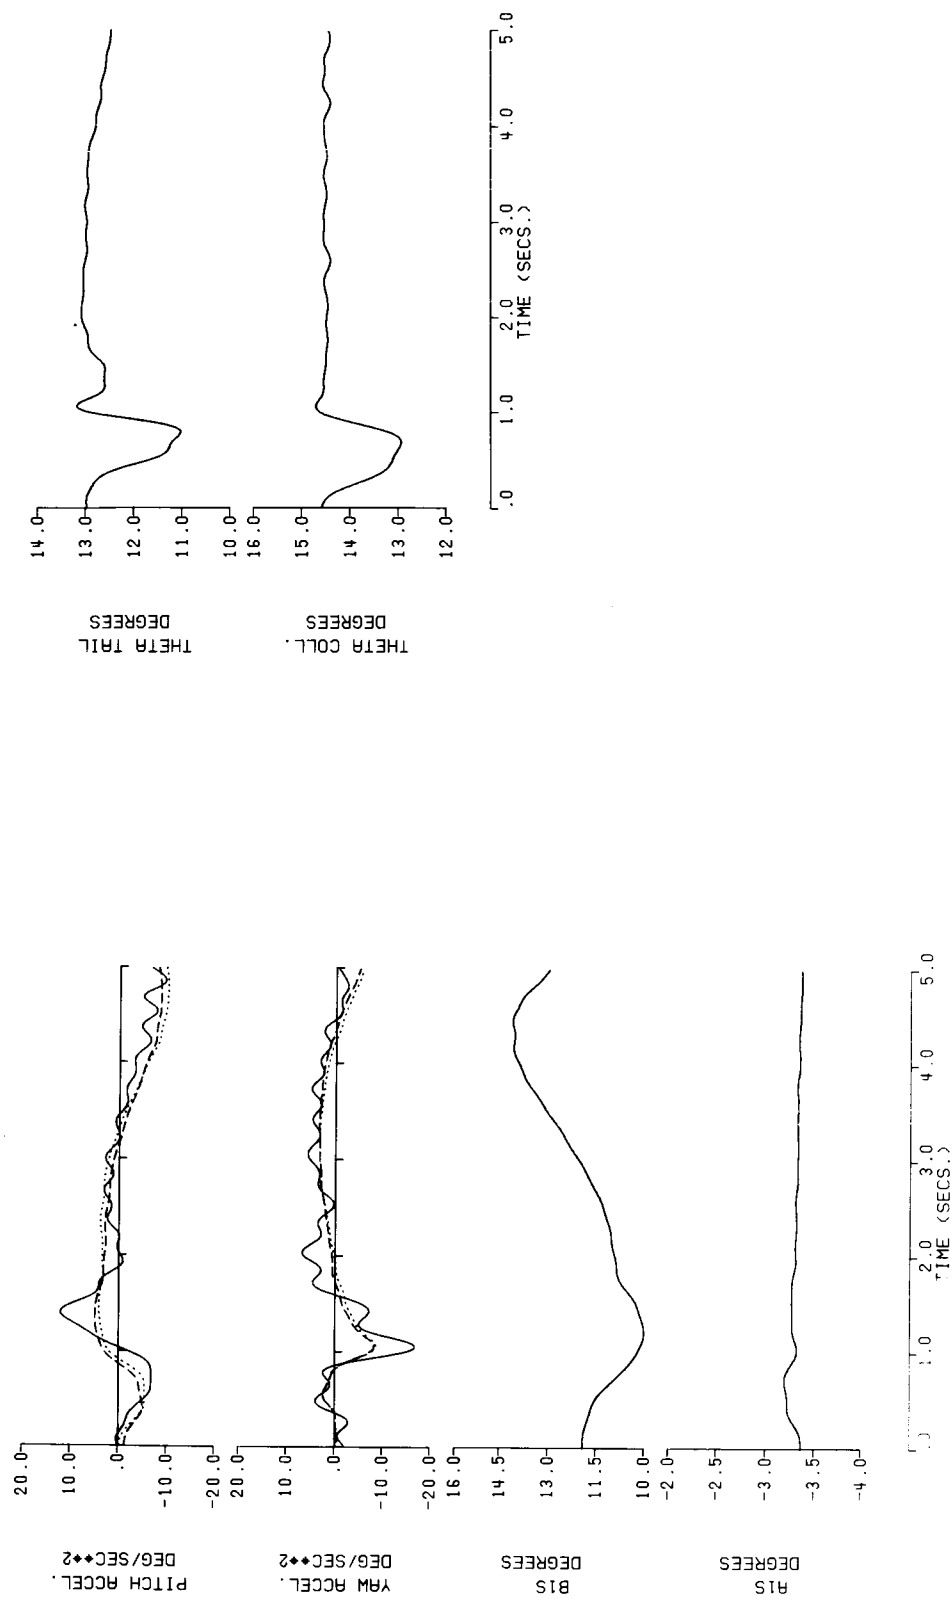 PITCH ACCEL.
DEG/SEC**2
20.0
10.0
.0
-10.0
-20.0
YAW ACCEL.
DEG/SEC**2
20.0
10.0
.0
-10.0
-20.0
B1S
DEGREES
16.0
13.0
11.5
10.0
A1S
DEGREES
-2.0
-2.5
-3.0
-3.5
-4.0
.0 1.0 2.0 3.0 4.0 5.0
TIME (SECS.)
THETA TAIL
DEGREES
14.0
13.0
12.0
11.0
10.0
THETA COLL.
DEGREES
16.0
14.0
13.0
12.0
.0 1.0 2.0 3.0 4.0 5.0
TIME (SECS.)